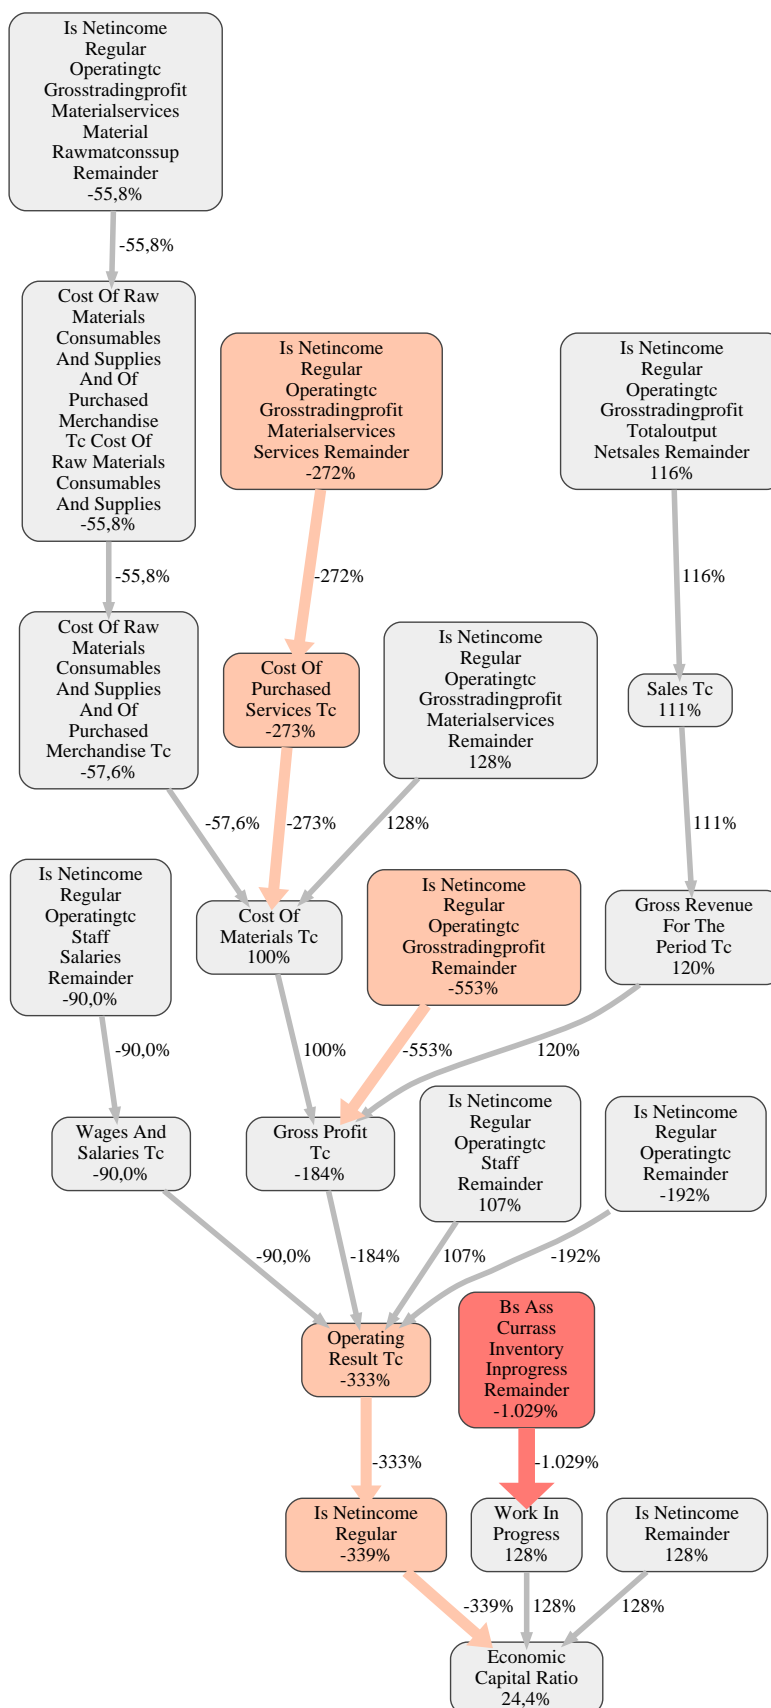 Is Netincome
Regular
Operatingtc
Grosstradingprofit
Materialservices
Material
Rawmatconssup
Remainder
-55,8%
-55,8%
Cost Of Raw
Materials
Consumables
And Supplies
And Of
Purchased
Merchandise
Tc Cost Of
Raw Materials
Consumables
And Supplies
-55,8%
Is Netincome
Regular
Operatingtc
Grosstradingprofit
Materialservices
Services Remainder
-272%
Is Netincome
Regular
Operatingtc
Grosstradingprofit
Totaloutput
Netsales Remainder
116%
-55,8%
-272%
116%
Cost Of Raw
Materials
Consumables
And Supplies
And Of
Purchased
Merchandise Tc
-57,6%
Cost Of
Purchased
Services Tc
-273%
Is Netincome
Regular
Operatingtc
Grosstradingprofit
Materialservices
Remainder
128%
Sales Tc
111%
-57,6%
-273%
128%
111%
Is Netincome
Regular
Operatingtc
Staff
Salaries
Remainder
-90,0%
Cost Of
Materials Tc
100%
Is Netincome
Regular
Operatingtc
Grosstradingprofit
Remainder
-553%
Gross Revenue
For The
Period Tc
120%
-90,0%
100%
-553%
120%
Wages And
Salaries Tc
-90,0%
Gross Profit
Tc
-184%
Is Netincome
Regular
Operatingtc
Staff
Remainder
107%
Is Netincome
Regular
Operatingtc
Remainder
-192%
-90,0%
-184%
107%
-192%
Operating
Result Tc
-333%
Bs Ass
Currass
Inventory
Inprogress
Remainder
-1.029%
-333%
-1.029%
Is Netincome
Regular
-339%
Work In
Progress
128%
Is Netincome
Remainder
128%
-339%
128%
128%
Economic
Capital Ratio
24,4%